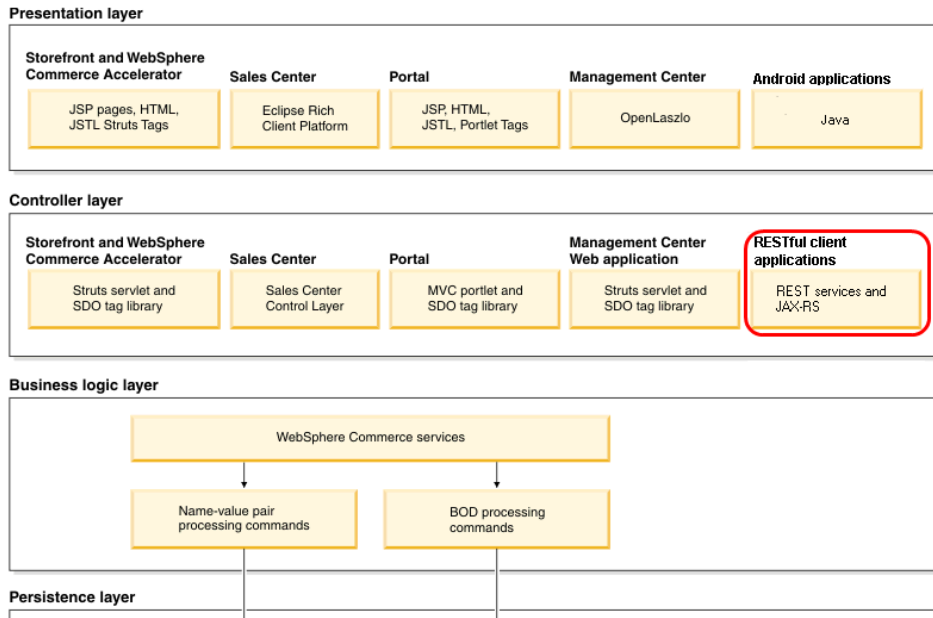 Presentation layer
Storefront and WebSphere
Commerce Accelerator
Sales Center
Portal
Management Center
Android applications
JSP pages, HTML,
JSTL Struts Tags
Eclipse Rich
Client Platform
JSP, HTML,
JSTL, Portlet Tags
OpenLaszlo
Java
Controller layer
Storefront and WebSphere
Commerce Accelerator
Sales Center
Portal
Management Center
Web application
RESTful client
applications
Struts servlet and
SDO tag library
Sales Center
Control Layer
MVC portlet and
SDO tag library
Struts servlet and
SDO tag library
REST services and
JAX-RS
Business logic layer
WebSphere Commerce services
Name-value pair
processing commands
BOD processing
commands
Persistence layer